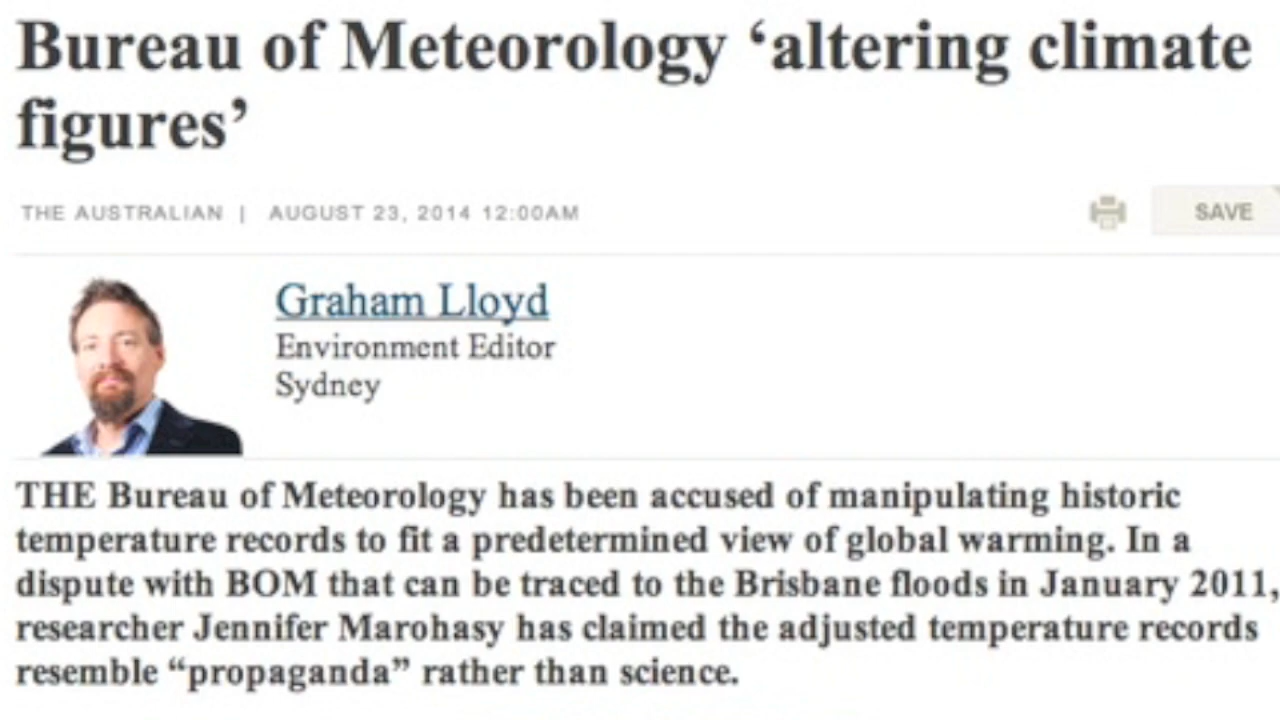 Bureau of Meteorology ‘altering climate
figures’
THE AUSTRALIAN | AUGUST 23, 2014 12:00AM
SAVE
Graham Lloyd
Environment Editor
Sydney
THE Bureau of Meteorology has been accused of manipulating historic
temperature records to fit a predetermined view of global warming. In a
dispute with BOM that can be traced to the Brisbane floods in January 2011,
researcher Jennifer Marohasy has claimed the adjusted temperature records
resemble “propaganda” rather than science.